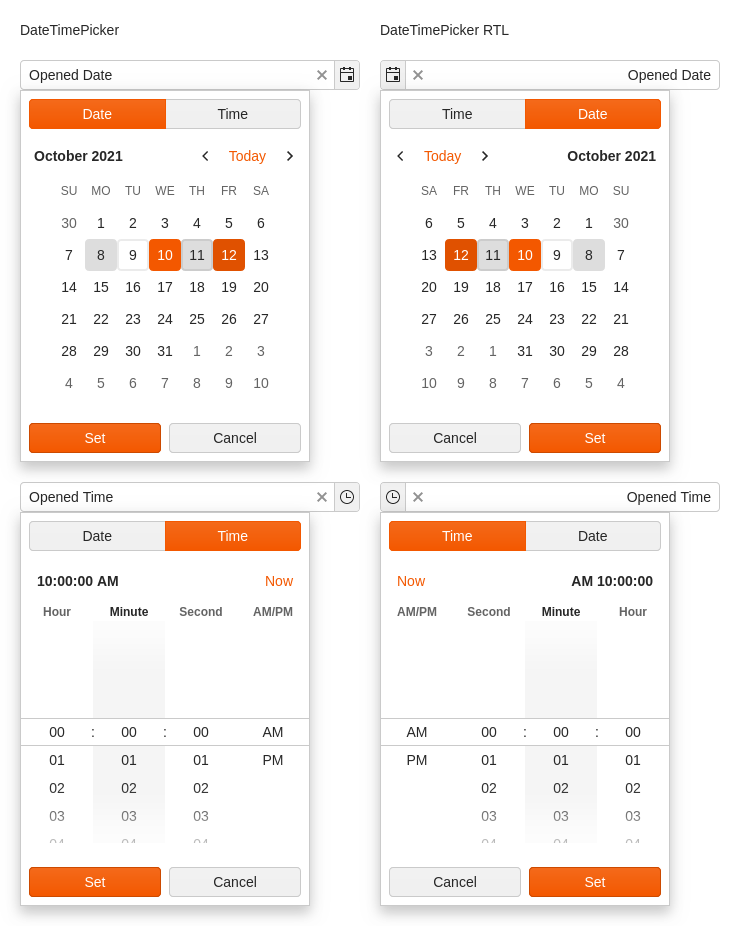 DateTimePicker
Opened Date
Date Time
October 2021 Today
SU MO TU WE TH FR SA
30 1 2 3 4 5 6
7 8 9 10 11 12 13
14 15 16 17 18 19 20
21 22 23 24 25 26 27
28 29 30 31 1 2 3
4 5 6 7 8 9 10
Set Cancel
Opened Time
Date Time
10:00:00 AM Now
Hour Minute Second AM/PM
00 : 00 : 00 AM
01 01 01 PM
02 02 02
03 03 03
04 04 04
Set Cancel
DateTimePicker RTL
Opened Date
Time Date
Today October 2021
SA FR TH WE TU MO SU
6 5 4 3 2 1 30
13 12 11 10 9 8 7
20 19 18 17 16 15 14
27 26 25 24 23 22 21
3 2 1 31 30 29 28
10 9 8 7 6 5 4
Cancel Set
Opened Time
Time Date
Now AM 10:00:00
AM/PM Second Minute Hour
AM 00 : 00 : 00
PM 01 01 01
02 02 02
03 03 03
04 04 04
Cancel Set